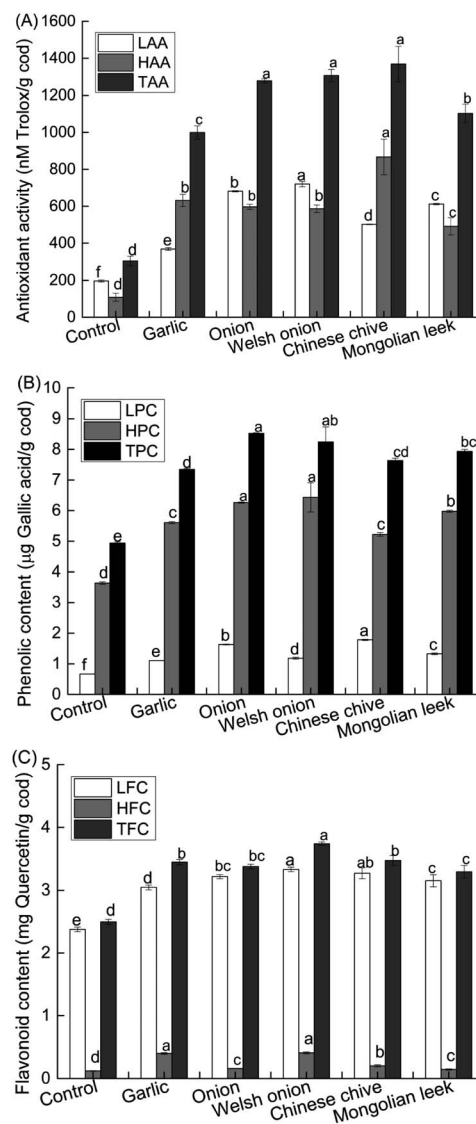 (A)
LAA
HAA
TAA
Antioxidant activity (nM Trolox/g cod)
1600
1400
1200
1000
800
600
400
200
0
f d d
e b c
b b a
a b a
d a a
c c b
Control Garlic Onion Welsh onion Chinese chive Mongolian leek
(B)
LPC
HPC
TPC
Phenolic content (μg Gallic acid/g cod)
10
9
8
7
6
5
4
3
2
1
0
f d e
e c d
b a a
d a ab
a c cd
c b bc
Control Garlic Onion Welsh onion Chinese chive Mongolian leek
(C)
LFC
HFC
TFC
Flavonoid content (mg Quercetin/g cod)
5
4
3
2
1
0
e d d
d a b
bc c bc
a a a
ab b b
c c c
Control Garlic Onion Welsh onion Chinese chive Mongolian leek